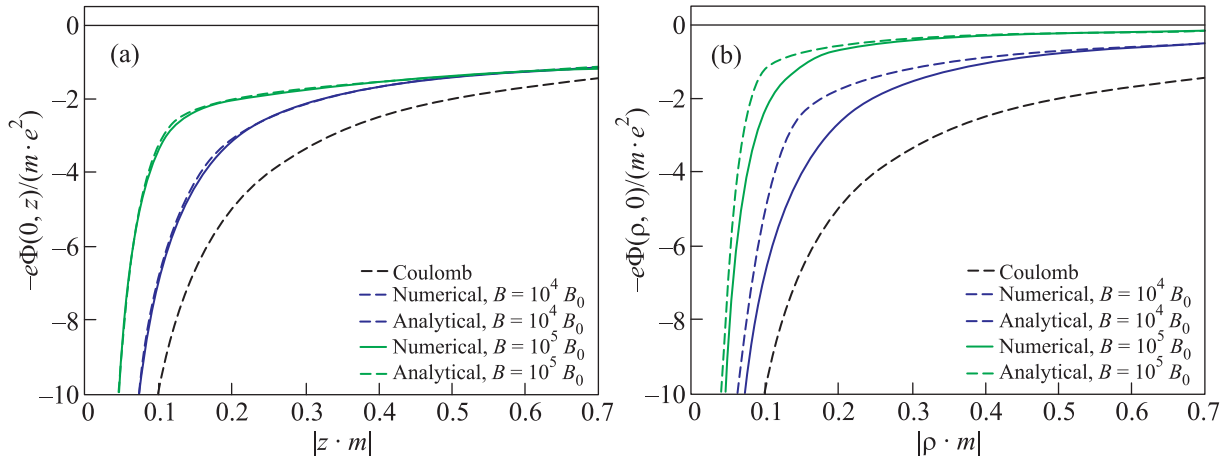 (a)
0
–2
–4
–6
–8
–10
–eΦ(0, z)/(m · e²)
Coulomb
Numerical, B = 10⁴ B₀
Analytical, B = 10⁴ B₀
Numerical, B = 10⁵ B₀
Analytical, B = 10⁵ B₀
0 0.1 0.2 0.3 0.4 0.5 0.6 0.7
|z · m|
(b)
0
–2
–4
–6
–8
–10
–eΦ(ρ, 0)/(m · e²)
Coulomb
Numerical, B = 10⁴ B₀
Analytical, B = 10⁴ B₀
Numerical, B = 10⁵ B₀
Analytical, B = 10⁵ B₀
0 0.1 0.2 0.3 0.4 0.5 0.6 0.7
|ρ · m|